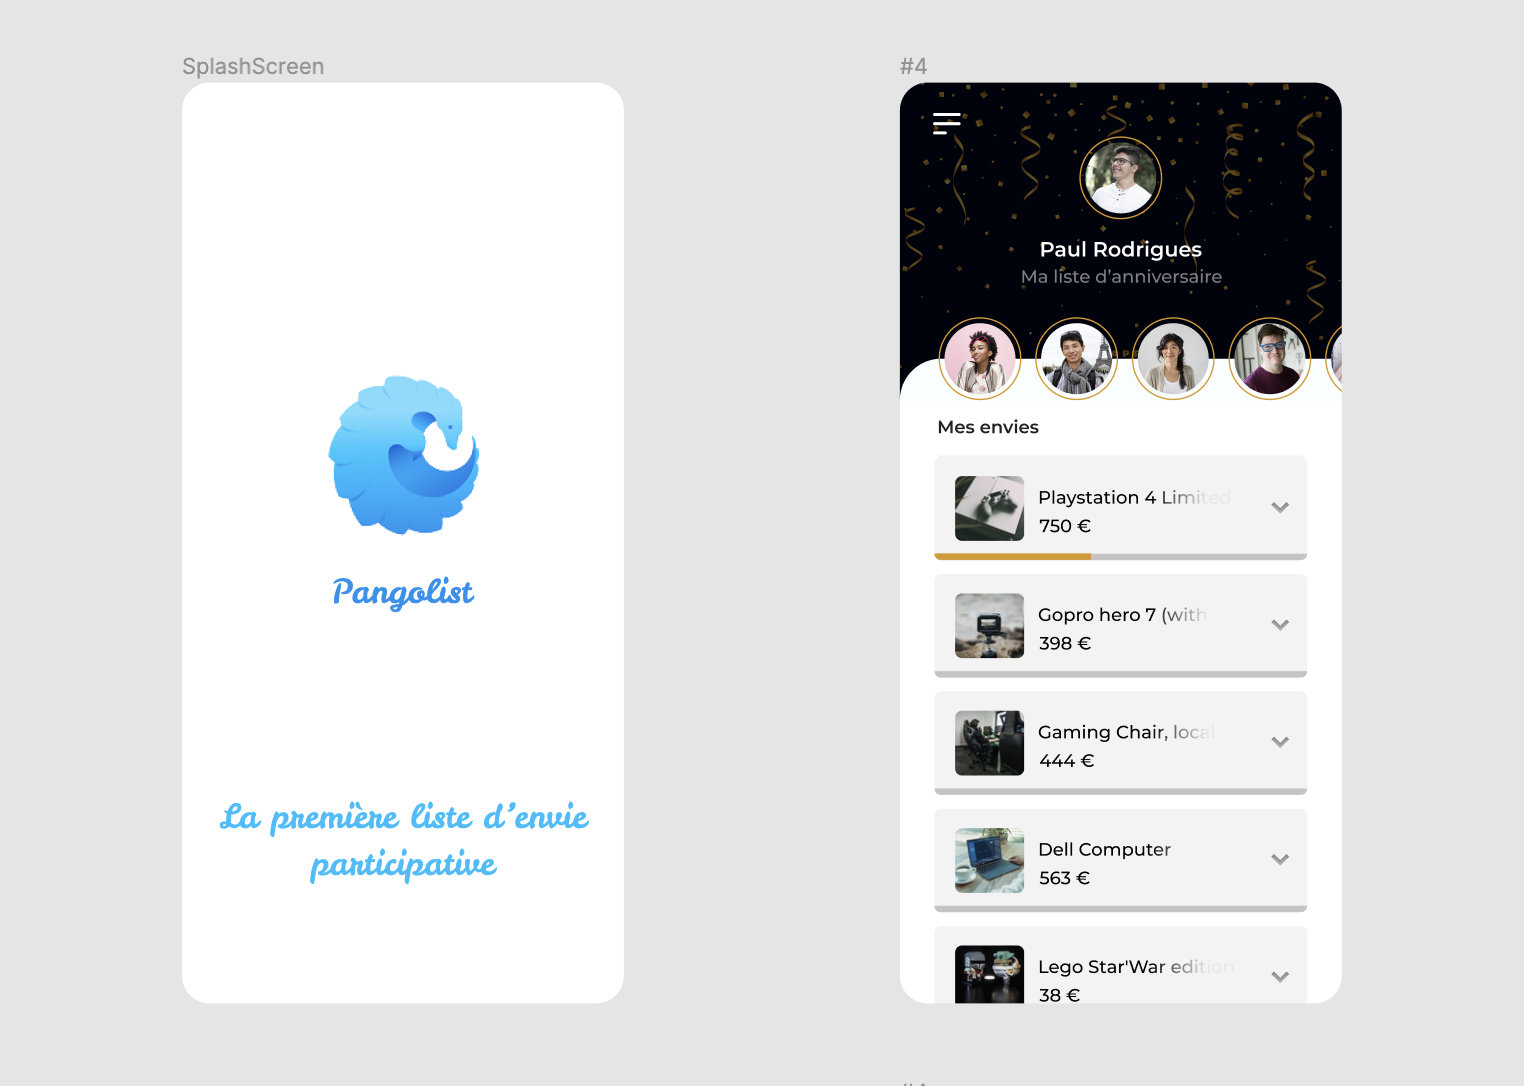 SplashScreen
Pangolist
La première liste d'envie
participative
#4
Paul Rodrigues
Ma liste d'anniversaire
Mes envies
Playstation 4 Limited
750 €
Gopro hero 7 (with
398 €
Gaming Chair, local
444 €
Dell Computer
563 €
Lego Star'War edition
38 €